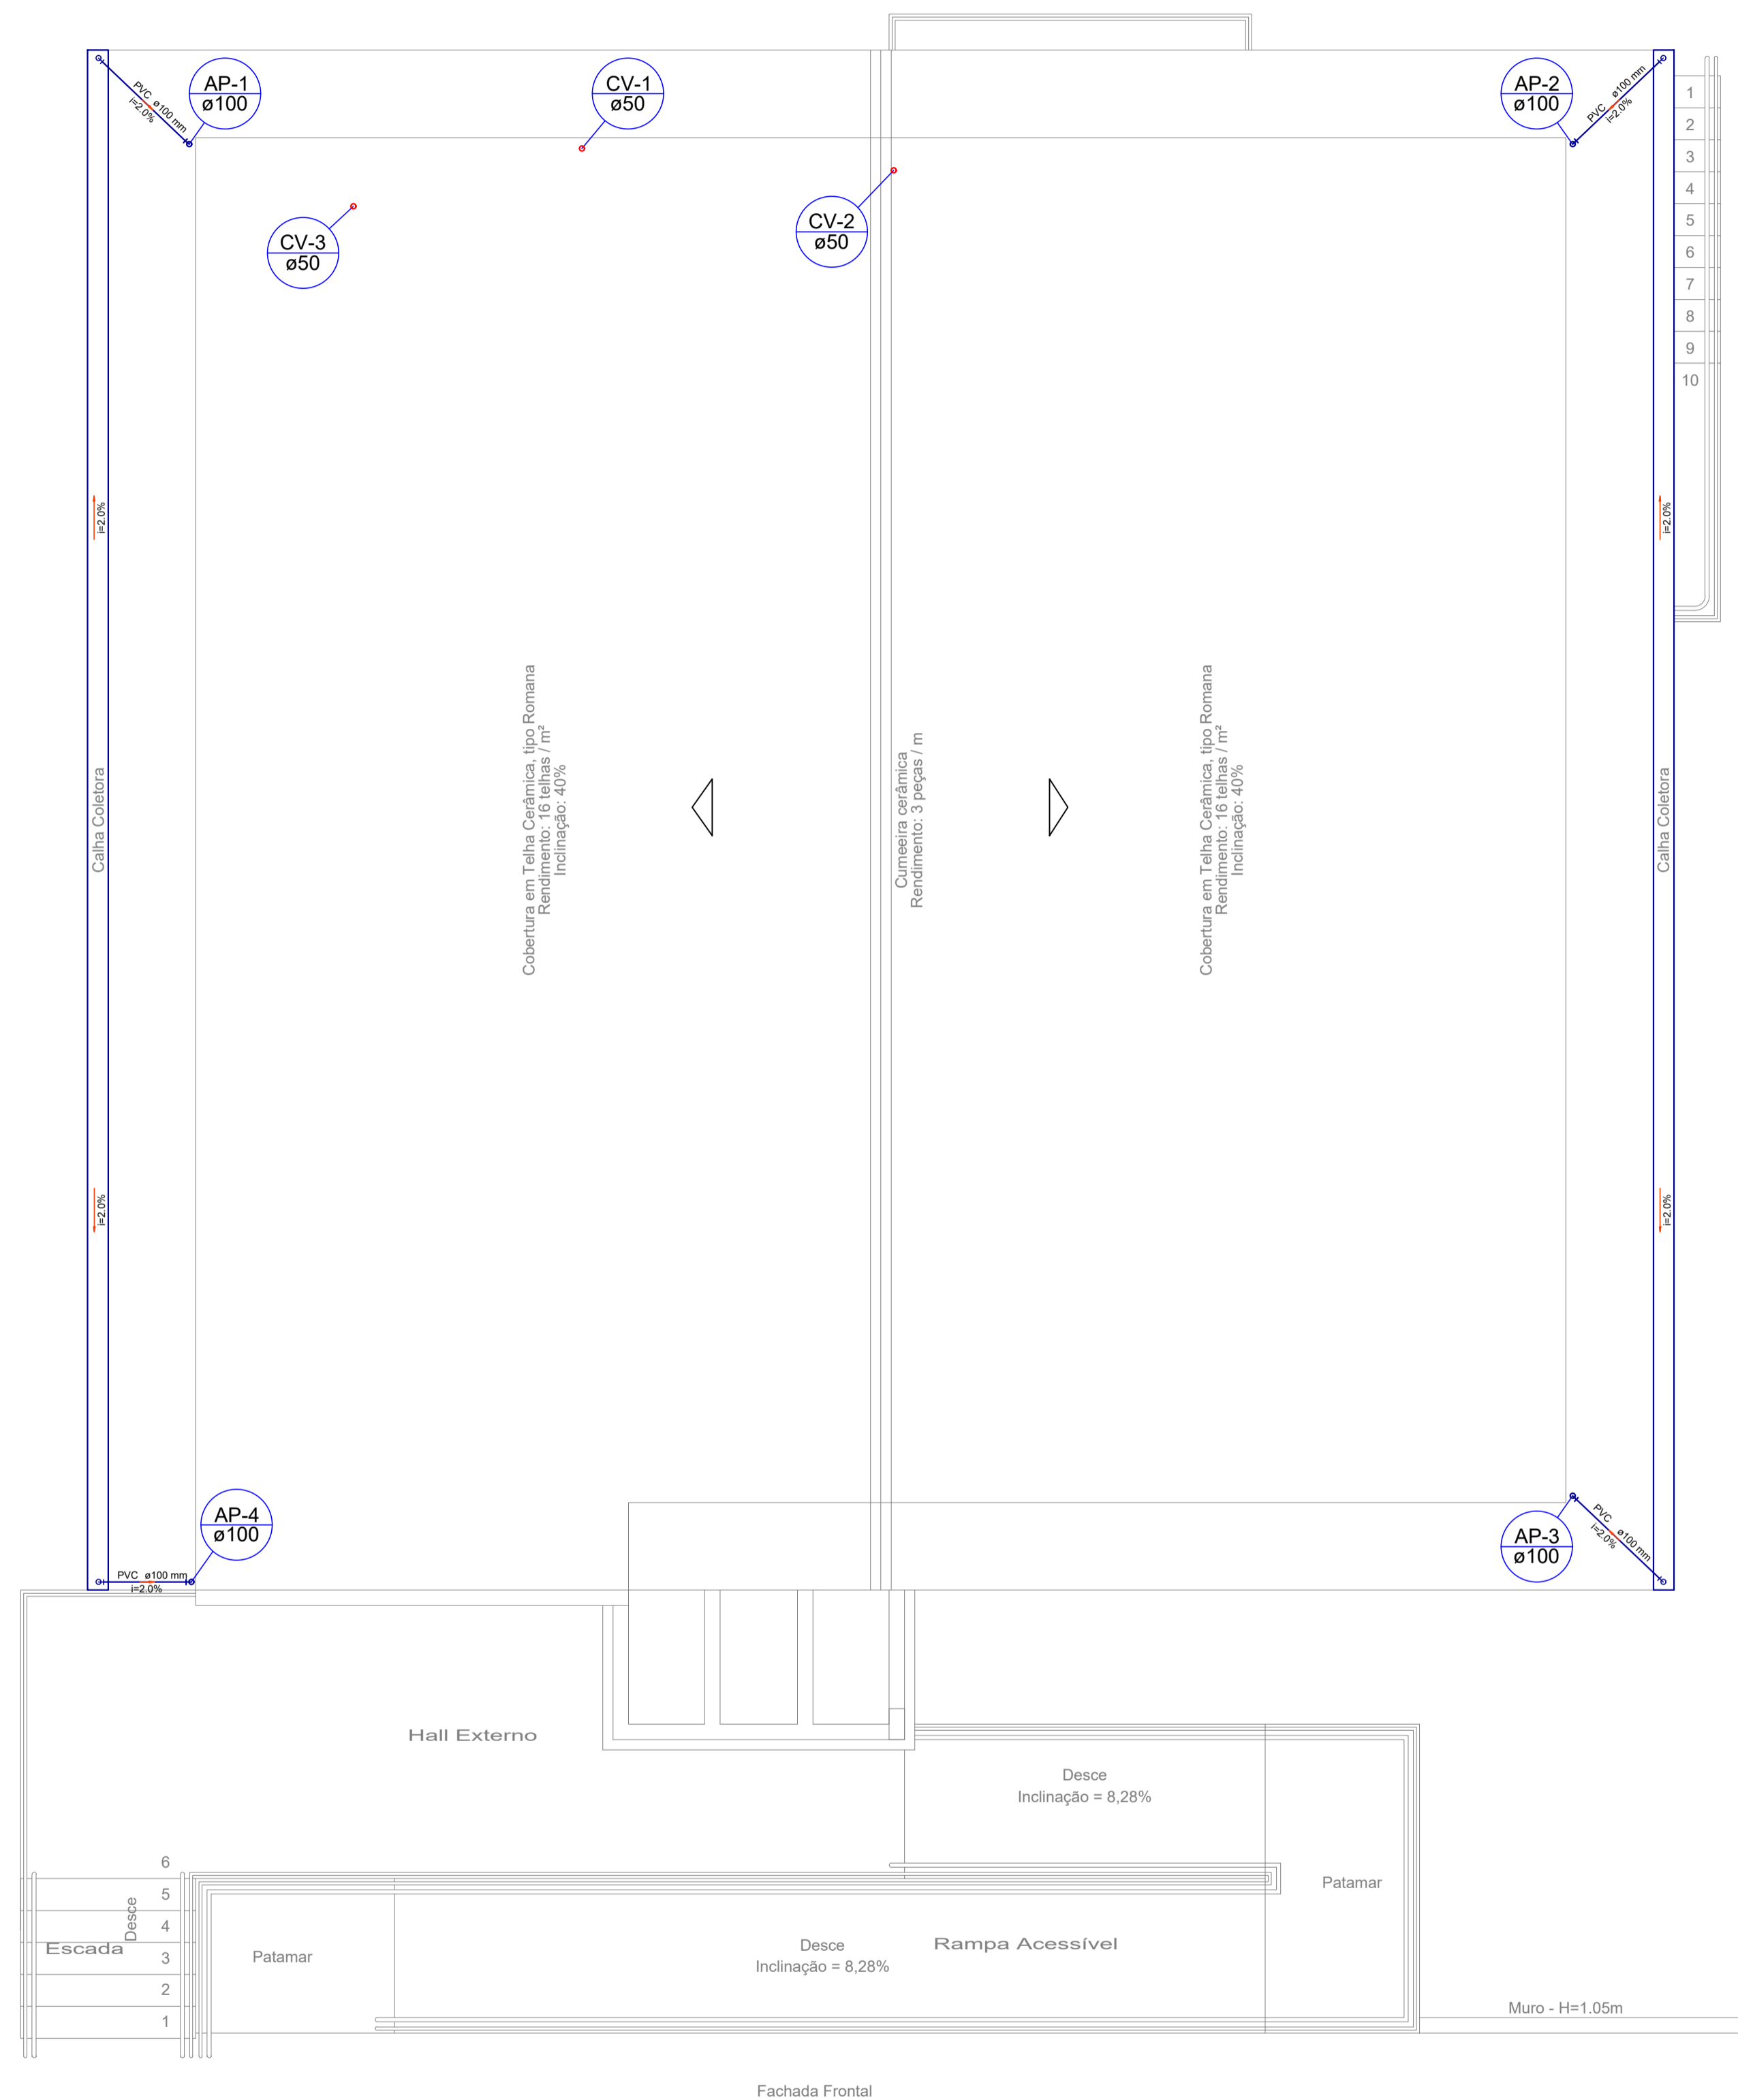 AP-1
ø100
CV-1
ø50
AP-2
ø100
PVC ø100 mm
i=2.0%
PVC ø100 mm
i=2.0%
CV-3
ø50
CV-2
ø50
1
2
3
4
5
6
7
8
9
10
i=2.0%
i=2.0%
Calha Coletora
Cobertura em Telha Cerâmica, tipo Romana
Rendimento: 16 telhas / m²
Inclinação: 40%
Cumeeira cerâmica
Rendimento: 3 peças / m
Cobertura em Telha Cerâmica, tipo Romana
Rendimento: 16 telhas / m²
Inclinação: 40%
Calha Coletora
i=2.0%
i=2.0%
AP-4
ø100
PVC ø100 mm
i=2.0%
AP-3
ø100
PVC ø100 mm
i=2.0%
Hall Externo
Desce
Inclinação = 8,28%
6
5
4
3
2
1
Desce
Escada
Patamar
Desce
Inclinação = 8,28%
Rampa Acessível
Patamar
Muro - H=1.05m
Fachada Frontal